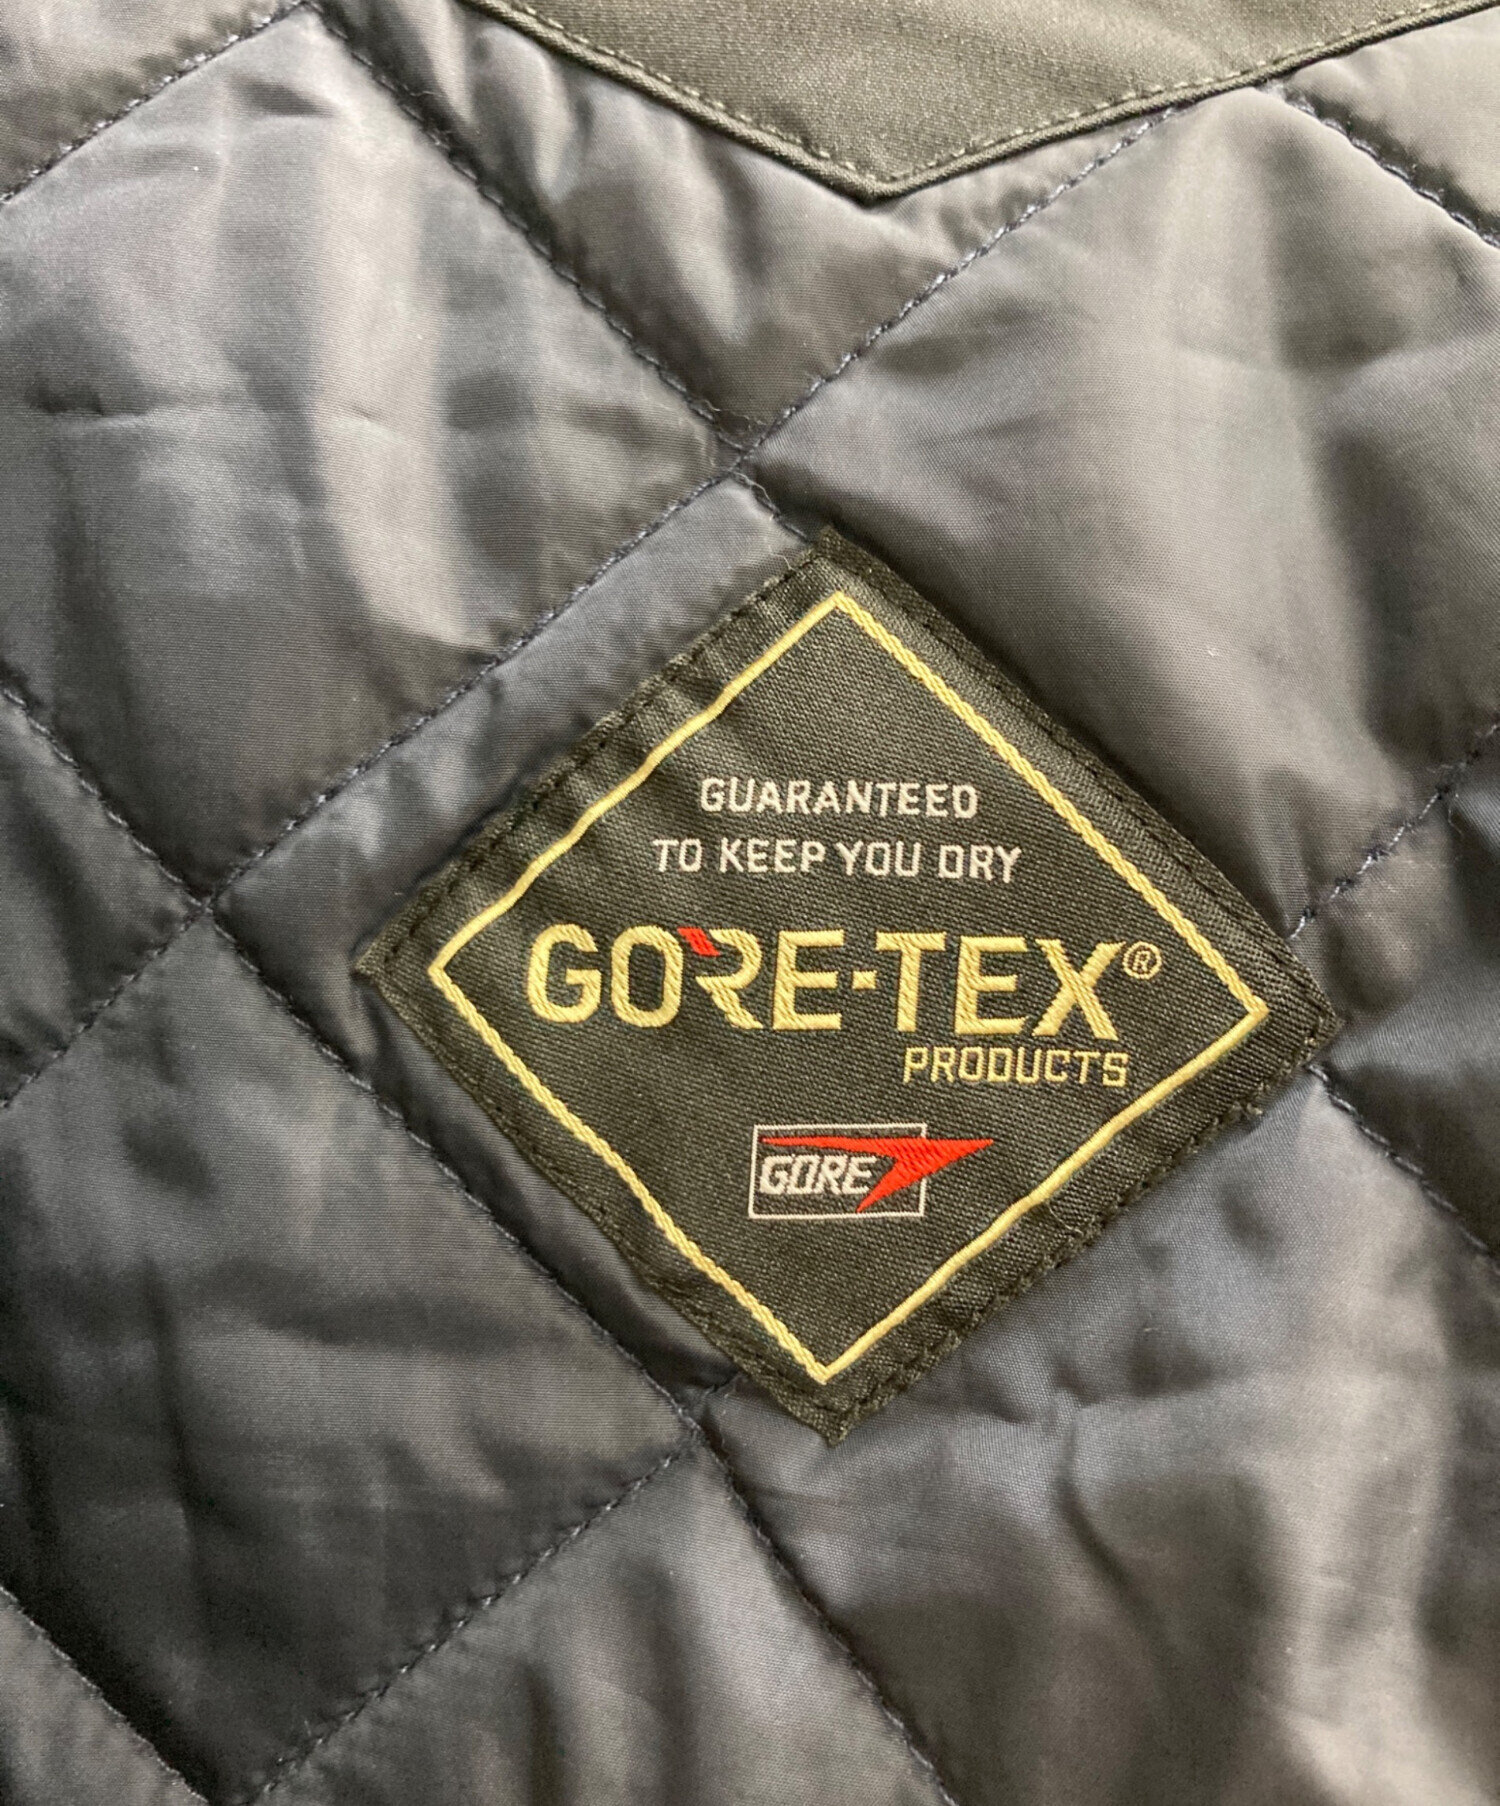 GUARANTEED
TO KEEP YOU DRY
GORE-TEX®
PRODUCTS
GORE